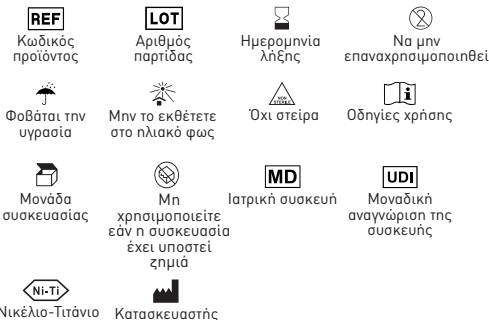 REF
LOT
2
Κωδικός
προϊόντος
Αριθμός
παρτίδας
Ημερομηνία
λήξης
Να μην
επαναχρησιμοποιηθεί
NON
STERILE
i
Φοβάται την
υγρασία
Μην το εκθέτετε
στο ηλιακό φως
Όχι στείρα
Οδηγίες χρήσης
MD
UDI
Μονάδα
συσκευασίας
Μη
χρησιμοποιείτε
εάν η συσκευασία
έχει υποστεί
ζημιά
Ιατρική συσκευή
Μοναδική
αναγνώριση της
συσκευής
Ni-Ti
Νικέλιο-Τιτάνιο
Κατασκευαστής